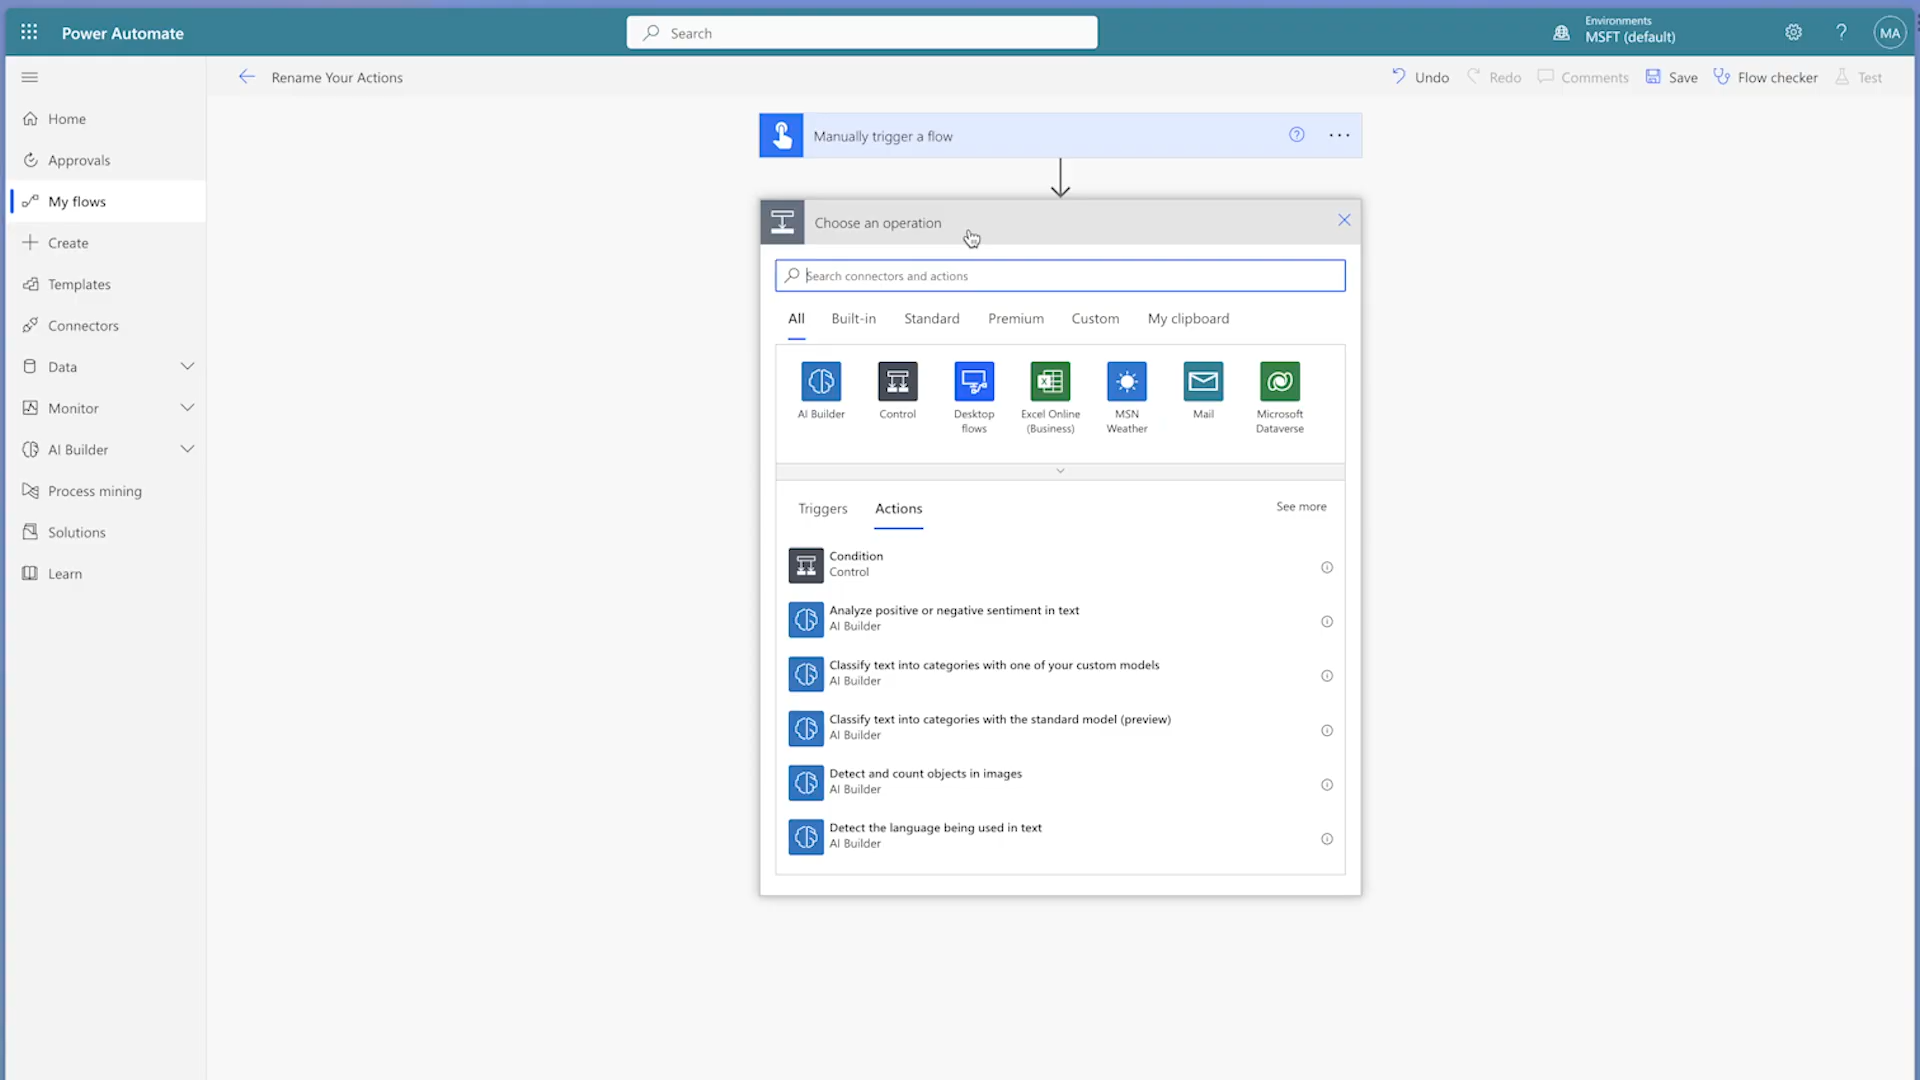 Power Automate
Search
Environments
MSFT (default)
?
MA
Rename Your Actions
Undo
Redo
Comments
Save
Flow checker
Test
Home
Approvals
My flows
Create
Templates
Connectors
Data
Monitor
AI Builder
Process mining
Solutions
Learn
Manually trigger a flow
?
...
Choose an operation
Search connectors and actions
All
Built-in
Standard
Premium
Custom
My clipboard
AI Builder
Control
Desktop
flows
Excel Online
(Business)
MSN
Weather
Mail
Microsoft
Dataverse
Triggers
Actions
See more
Condition
Control
Analyze positive or negative sentiment in text
AI Builder
Classify text into categories with one of your custom models
AI Builder
Classify text into categories with the standard model (preview)
AI Builder
Detect and count objects in images
AI Builder
Detect the language being used in text
AI Builder